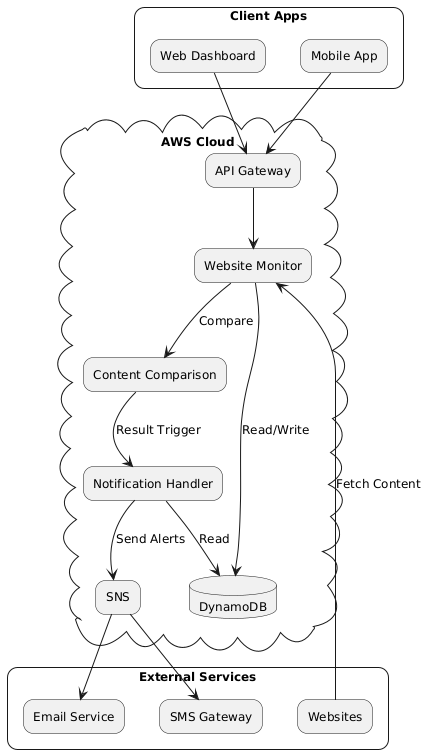 Client Apps
Web Dashboard
Mobile App
AWS Cloud
API Gateway
Website Monitor
Compare
Content Comparison
Result Trigger
Read/Write
Notification Handler
Fetch Content
Send Alerts
Read
SNS
DynamoDB
External Services
Email Service
SMS Gateway
Websites